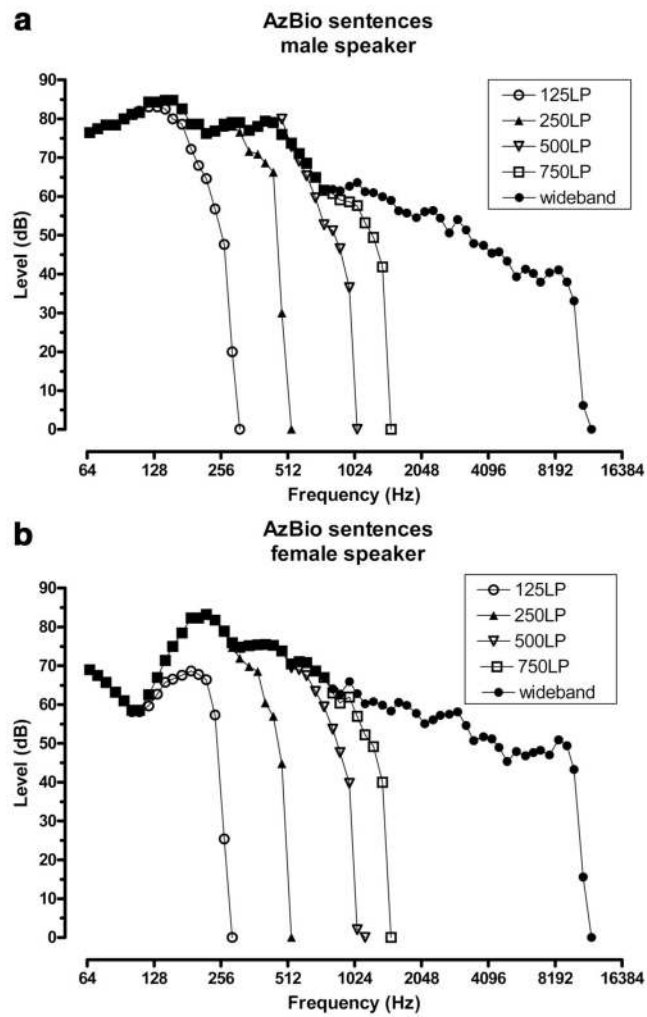 a
AzBio sentences
male speaker
90
80
70
60
50
40
30
20
10
0
Level (dB)
125LP
250LP
500LP
750LP
wideband
64 128 256 512 1024 2048 4096 8192 16384
Frequency (Hz)
b
AzBio sentences
female speaker
90
80
70
60
50
40
30
20
10
0
Level (dB)
125LP
250LP
500LP
750LP
wideband
64 128 256 512 1024 2048 4096 8192 16384
Frequency (Hz)